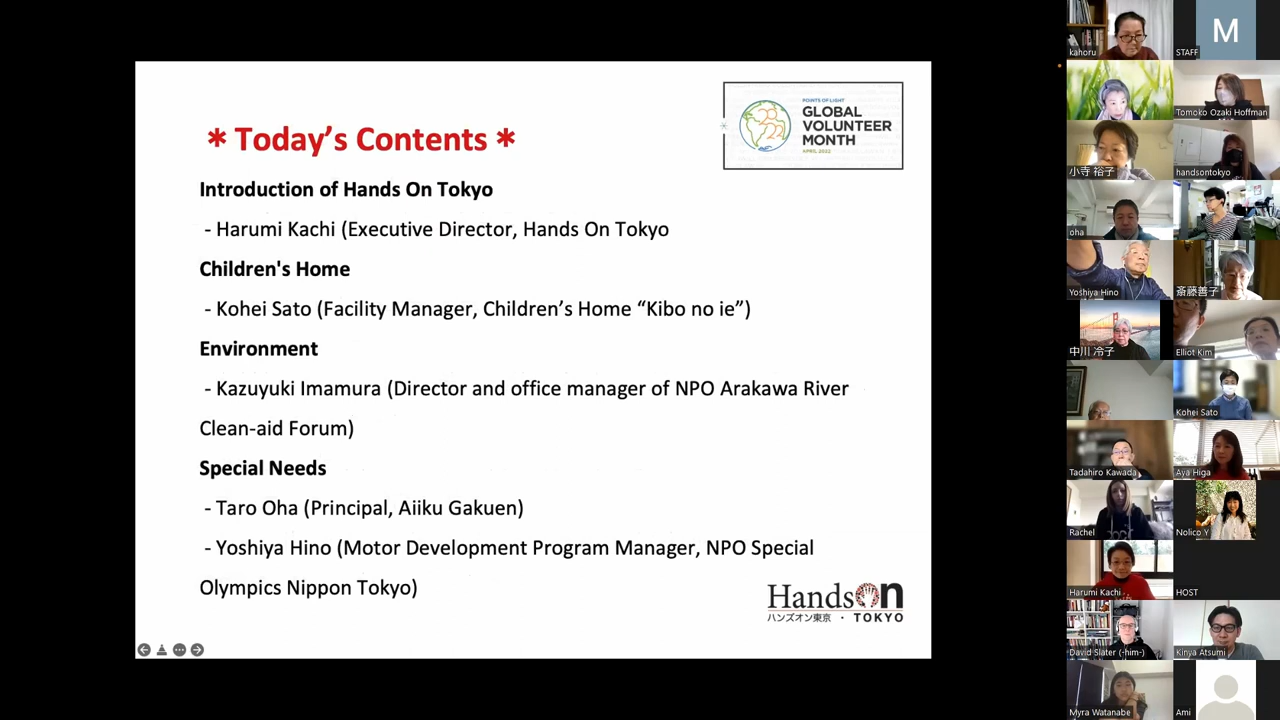 * Today's Contents *
POINTS OF LIGHT
GLOBAL
VOLUNTEER
MONTH
APRIL 2022
Introduction of Hands On Tokyo
- Harumi Kachi (Executive Director, Hands On Tokyo
Children's Home
- Kohei Sato (Facility Manager, Children’s Home “Kibo no ie”)
Environment
- Kazuyuki Imamura (Director and office manager of NPO Arakawa River
Clean-aid Forum)
Special Needs
- Taro Oha (Principal, Aiiku Gakuen)
- Yoshiya Hino (Motor Development Program Manager, NPO Special
Olympics Nippon Tokyo)
HandsOn
ハンズオン東京 ・ TOKYO
kahoru
M
STAFF
Tomoko Ozaki Hoffman
小寺 裕子
handsontokyo
oha
Yoshiya Hino
斎藤善子
中川 冷子
Elliot Kim
Kohei Sato
Tadahiro Kawada
Aya Higa
Rachel
Nolico Y
Harumi Kachi
HOST
David Slater (-him-)
Kinya Atsumi
Myra Watanabe
Ami